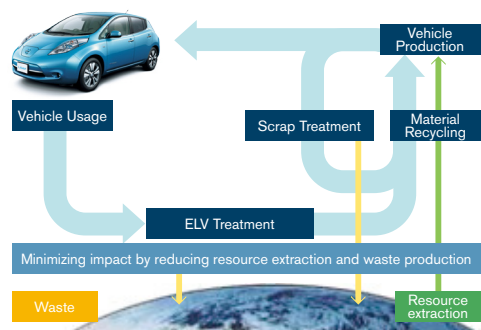 Vehicle
Production
Vehicle Usage
Scrap Treatment
Material
Recycling
ELV Treatment
Minimizing impact by reducing resource extraction and waste production
Waste
Resource
extraction